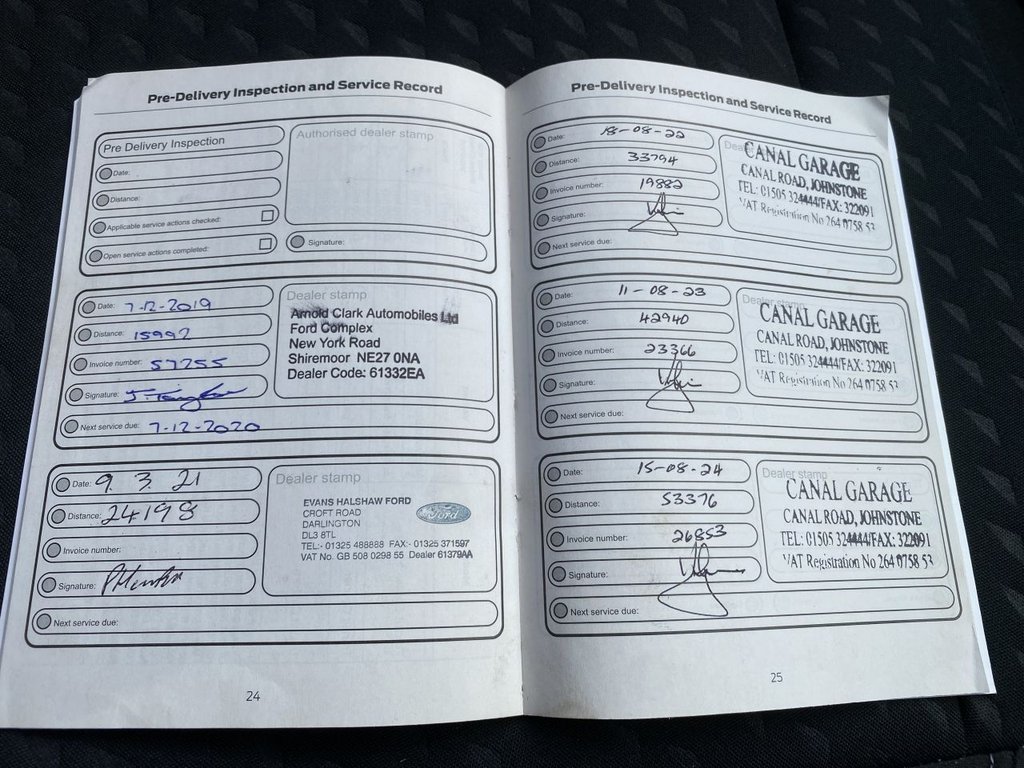 Pre-Delivery Inspection and Service Record
Pre Delivery Inspection
Date:
Distance:
Applicable service actions checked:
Open service actions completed:
Authorised dealer stamp
Signature:
Date: 7-12-2019
Distance: 15992
Invoice number: 57255
Signature:
Next service due: 7-12-2020
Dealer stamp
Arnold Clark Automobiles Ltd
Ford Complex
New York Road
Shiremoor NE27 0NA
Dealer Code: 61332EA
Date: 9. 3. 21
Distance: 24198
Invoice number:
Signature:
Next service due:
Dealer stamp
EVANS HALSHAW FORD
CROFT ROAD
DARLINGTON
DL3 8TL
TEL:- 01325 488888 FAX:- 01325 371597
VAT No. GB 508 0298 55 Dealer 61379AA
Ford
24
Pre-Delivery Inspection and Service Record
Date: 18-08-22
Distance: 33794
Invoice number: 19882
Signature:
Next service due:
CANAL GARAGE
CANAL ROAD, JOHNSTONE
TEL: 01505 324444/FAX: 322091
VAT Registration No 264 0758 53
Date: 11-08-23
Distance: 42940
Invoice number: 23366
Signature:
Next service due:
Dealer stamp
CANAL GARAGE
CANAL ROAD, JOHNSTONE
TEL: 01505 324444/FAX: 322091
VAT Registration No 264 0758 53
Date: 15-08-24
Distance: 53376
Invoice number: 26853
Signature:
Next service due:
Dealer stamp
CANAL GARAGE
CANAL ROAD, JOHNSTONE
TEL: 01505 324444/FAX: 322091
VAT Registration No 264 0758 53
25